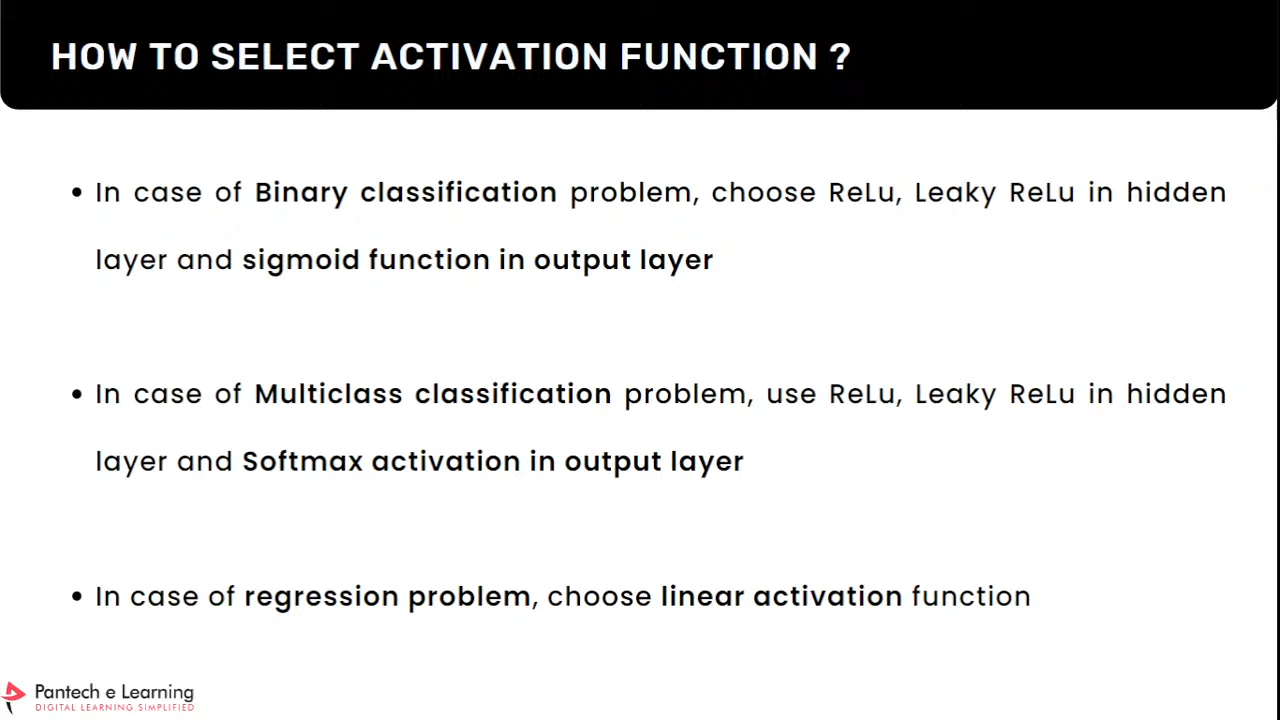 HOW TO SELECT ACTIVATION FUNCTION ?
• In case of Binary classification problem, choose ReLu, Leaky ReLu in hidden
layer and sigmoid function in output layer
• In case of Multiclass classification problem, use ReLu, Leaky ReLu in hidden
layer and Softmax activation in output layer
• In case of regression problem, choose linear activation function
Pantech e Learning
DIGITAL LEARNING SIMPLIFIED